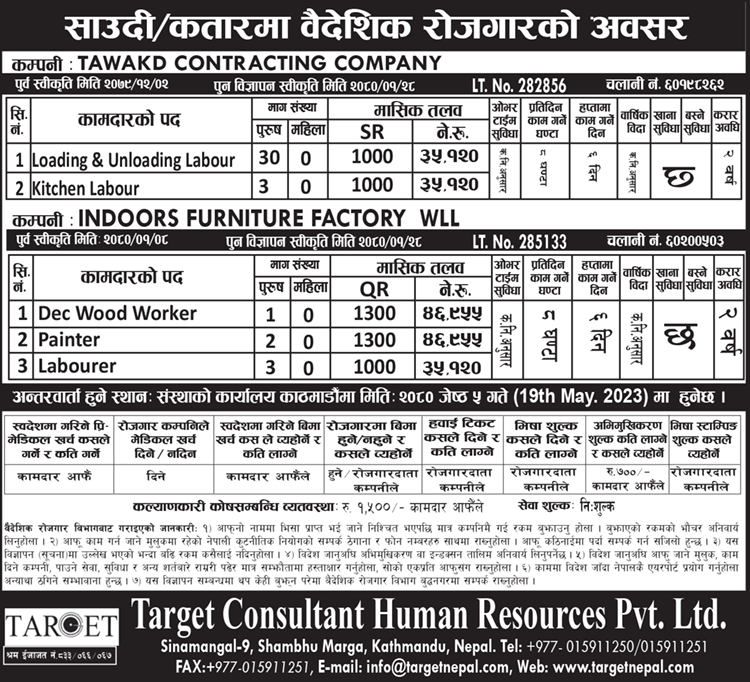 साउदी/कतारमा वैदेशिक रोजगारको अवसर
कम्पनी : TAWAKD CONTRACTING COMPANY
पुर्व स्वीकृति मिति २०७९/१२/०२ पुन विज्ञापन स्वीकृति मिति २०८०/०१/२८ LT. No. 282856 चलानी नं. ६०१९८२६२
सि. नं. कामदारको पद माग संख्या पुरुष महिला मासिक तलव SR ने.रू. ओभर टाईम सुविधा प्रतिदिन काम गर्ने घण्टा हप्तामा काम गर्ने दिन वार्षिक विदा खाना सुविधा बस्ने सुविधा करार अवधि
1 Loading & Unloading Labour 30 0 1000 ३५,१२० क.नि.अनुसार ८ घण्टा ६ दिन क.नि.अनुसार छ २ वर्ष
2 Kitchen Labour 3 0 1000 ३५,१२०
कम्पनी : INDOORS FURNITURE FACTORY WLL
पुर्व स्वीकृति मितिः २०८०/०१/०८ पुन विज्ञापन स्वीकृति मितिः २०८०/०१/२८ LT. No. 285133 चलानी नं. ६०२००५०३
सि. नं. कामदारको पद माग संख्या पुरुष महिला मासिक तलव QR ने.रू. ओभर टाईम सुविधा प्रतिदिन काम गर्ने घण्टा हप्तामा काम गर्ने दिन वार्षिक विदा खाना सुविधा बस्ने सुविधा करार अवधि
1 Dec Wood Worker 1 0 1300 ४६,९५५ क.नि.अनुसार ८ घण्टा ६ दिन क.नि.अनुसार छ २ वर्ष
2 Painter 2 0 1300 ४६,९५५
3 Labourer 3 0 1000 ३५,१२०
अन्तरवार्ता हुने स्थानः संस्थाको कार्यालय काठमाडौंमा मितिः २०८० जेष्ठ ५ गते (19th May. 2023) मा हुनेछ ।
स्वदेशमा गरिने प्रि-मेडिकल खर्च कसले गर्ने र कति गर्ने रोजगार कम्पनिले मेडिकल खर्च दिने / नदिन स्वदेशमा गरिने बिमा खर्च कस ले व्यहोर्ने र कति लाग्ने रोजगारमा बिमा हुने/नहुने र कसले व्यहोर्ने हवाई टिकट कसले दिने र कति लाग्ने भिषा शुल्क कसले दिने र कति लाग्ने अभिमुखिकरण शुल्क कति लाग्ने र कसले व्यहोर्ने भिषा स्टाम्पिङ शुल्क कसले व्यहोर्ने
कामदार आफैँ दिने कामदार आफैँले हुने/ रोजगारदाता कम्पनीले रोजगारदाता कम्पनीले रोजगारदाता कम्पनीले रु.७००/- कामदार आफैँले रोजगारदाता कम्पनीले
कल्याणकारी कोषसम्बन्धि व्यतवस्थाः रु. १,५००/- कामदार आफैँले सेवा शुल्कः निःशुल्क
वैदेशिक रोजगार विभागबाट गराइएको जानकारीः १) आफ्नो नाममा भिसा प्राप्त भई जाने निश्चित भएपछि मात्र कम्पनिमै गई रकम बुझाउनु होला । बुझाएको रकमको भौचर अनिवार्य
लिनुहोला । २) आफू काम गर्न जाने मुलुकमा रहेको नेपाली कुटनीतिक नियोगको सम्पर्क ठेगाना र फोन नम्बरहरु साथमा राख्नुहोला । आफू कठिनाईमा पर्दा सम्पर्क गर्न सजिलो हुन्छ । ३) यस
विज्ञापन (सूचना)मा उल्लेख भएको भन्दा बढि रकम कसैलाई नदिनुहोला । ४) विदेश जानुअघि अभिमुखिकरण वा इन्डक्सन तालिम अनिवार्य लिनुपर्नेछ । ५) विदेश जानुअघि आफू जाने मुलुक, काम
दिने कम्पनी, पाउने सेवा, सुविधा र अन्य शर्तबारे राम्ररी पढेर मात्र सम्भौतामा हस्ताक्षर गर्नुहोला, सोको एकप्रति आफुसंग राख्नुहोला । ६) काममा विदेश जाँदा नेपालकै एयरपोर्ट प्रयोग गर्नुहोला
अन्यथा ठगिने सम्भावना हुन्छ । ७) यस विज्ञापन सम्बन्धमा थप केही बुझ्नु परेमा वैदेशिक रोजगार विभाग बुद्धनगरमा सम्पर्क राख्नुहोला ।
TARGET
श्रम ईजाजत नं.८३३/०६६/०६७
Target Consultant Human Resources Pvt. Ltd.
Sinamangal-9, Shambhu Marga, Kathmandu, Nepal. Tel: +977- 015911250/015911251
FAX:+977-015911251, E-mail: info@targetnepal.com, Web: www.targetnepal.com